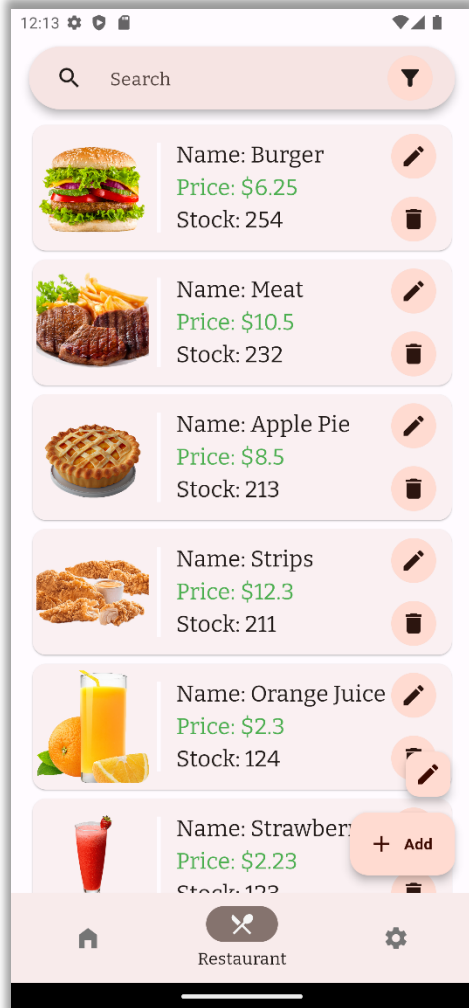 12:13
Search
Name: Burger
Price: $6.25
Stock: 254
Name: Meat
Price: $10.5
Stock: 232
Name: Apple Pie
Price: $8.5
Stock: 213
Name: Strips
Price: $12.3
Stock: 211
Name: Orange Juice
Price: $2.3
Stock: 124
Name:
Price: $2.23
Add
Restaurant